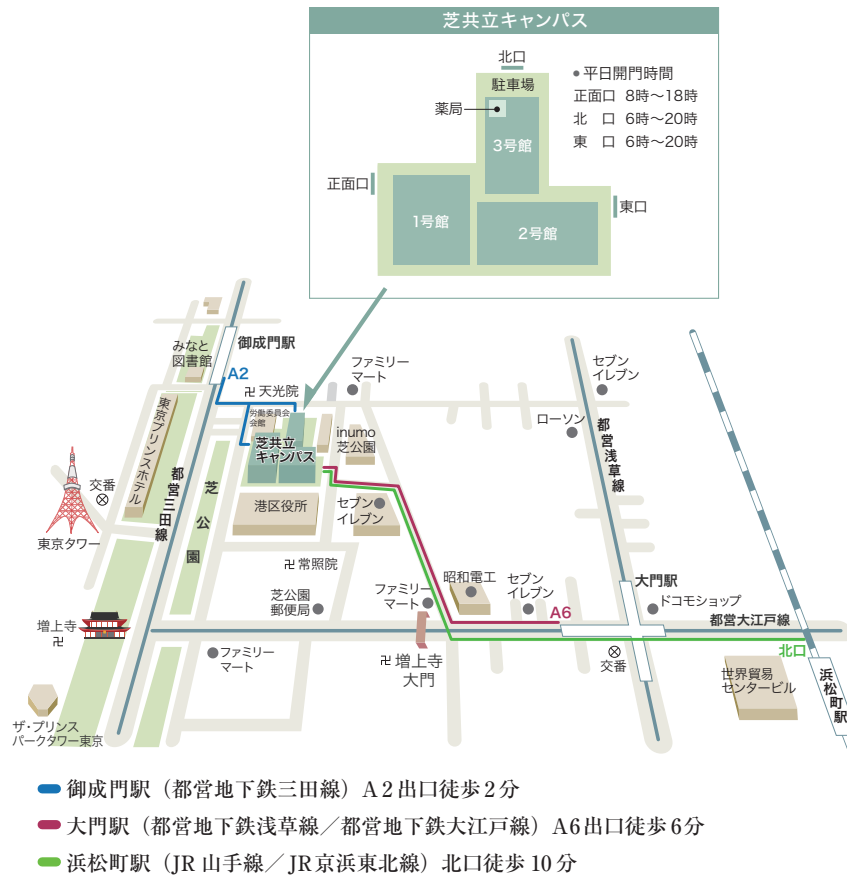 芝共立キャンパス
北口
駐車場
薬局
3号館
正面口
1号館
2号館
東口
●平日開門時間
正面口 8時〜18時
北　口 6時〜20時
東　口 6時〜20時
御成門駅
みなと
図書館
A2
卍 天光院
労働委員会
会館
ファミリー
マート
セブン
イレブン
ローソン
都営浅草線
東京プリンスホテル
芝共立
キャンパス
inumo
芝公園
都営三田線
芝公園
交番
東京タワー
港区役所
セブン
イレブン
卍 常照院
芝公園
郵便局
ファミリー
マート
昭和電工
セブン
イレブン
A6
大門駅
ドコモショップ
都営大江戸線
増上寺
卍
ファミリー
マート
卍 増上寺
大門
交番
北口
世界貿易
センタービル
浜松町駅
ザ・プリンス
パークタワー東京
御成門駅（都営地下鉄三田線）A2出口徒歩2分
大門駅（都営地下鉄浅草線／都営地下鉄大江戸線）A6出口徒歩6分
浜松町駅（JR山手線／JR京浜東北線）北口徒歩10分